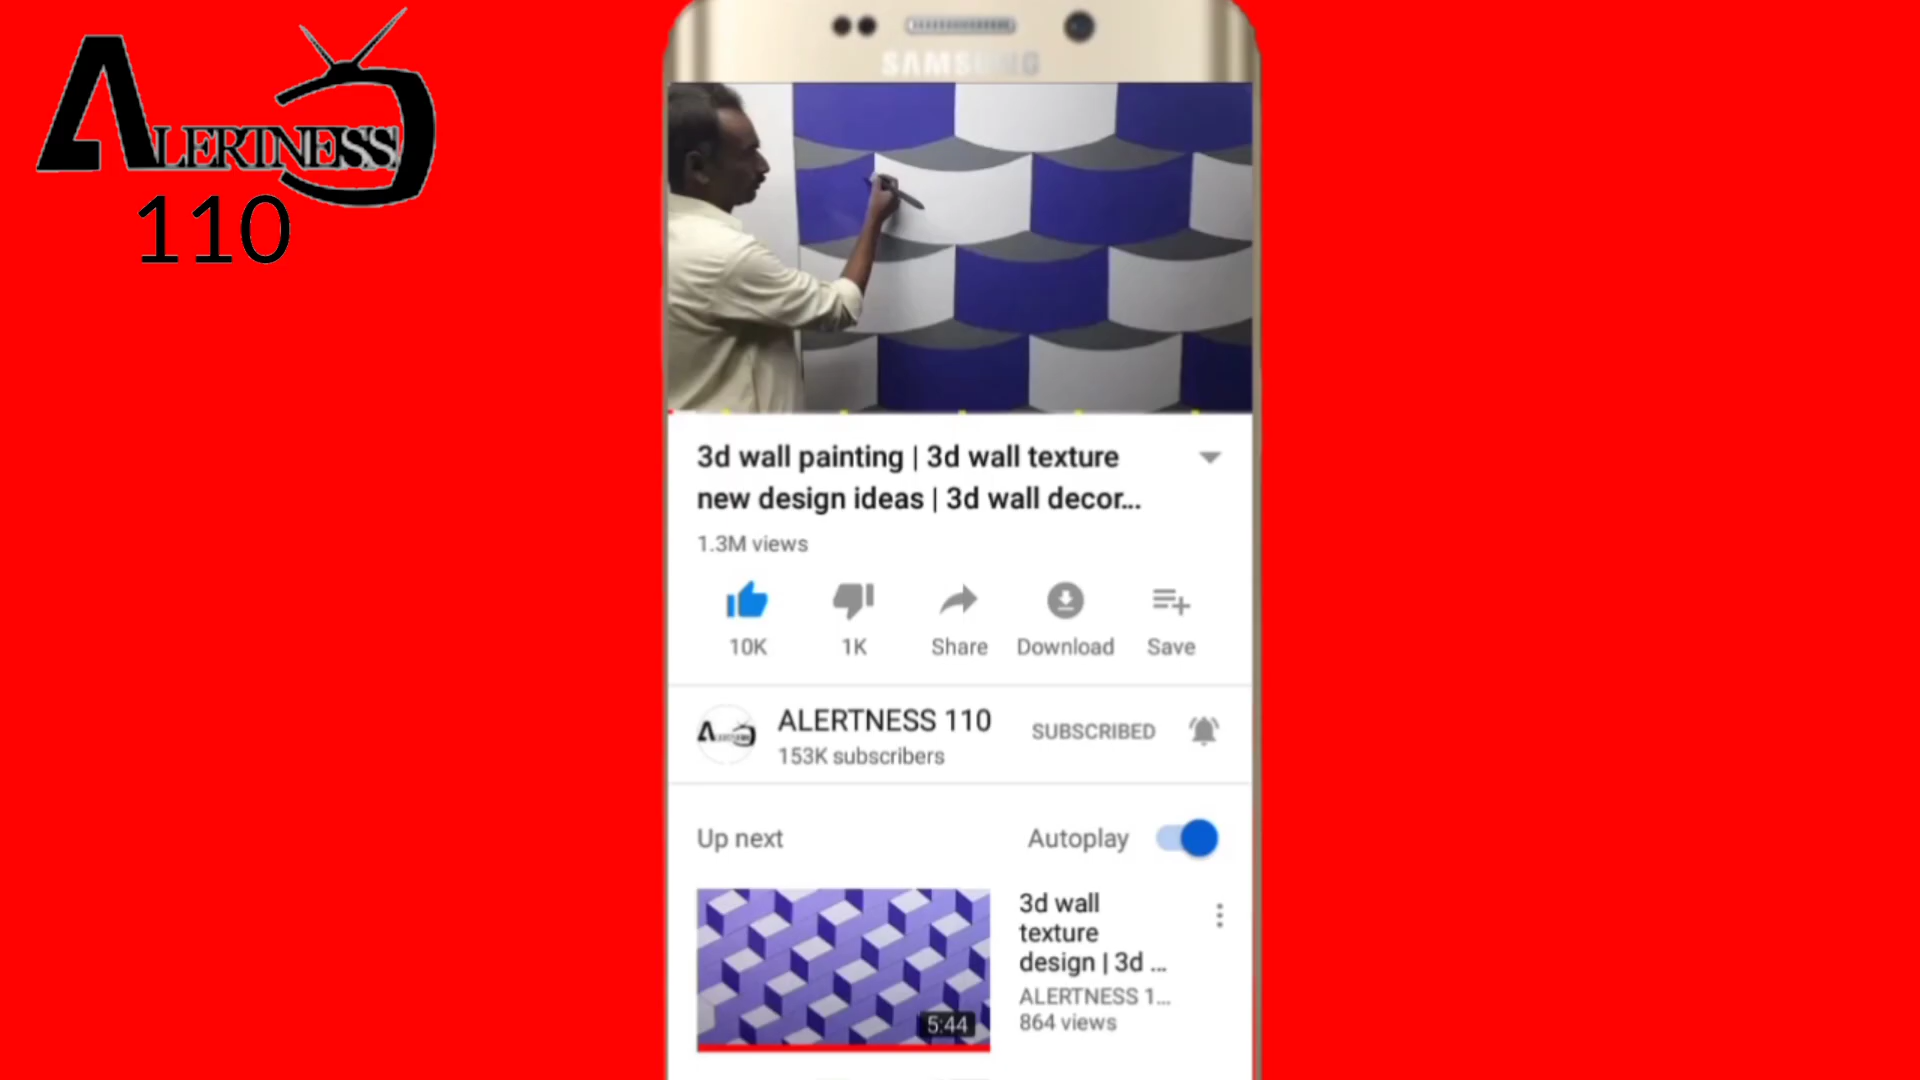 ALERTNESS
110
SAMSUNG
3d wall painting | 3d wall texture
new design ideas | 3d wall decor...
1.3M views
10K
1K
Share
Download
Save
ALERTNESS
ALERTNESS 110
153K subscribers
SUBSCRIBED
Up next
Autoplay
5:44
3d wall
texture
design | 3d ...
ALERTNESS 1...
864 views